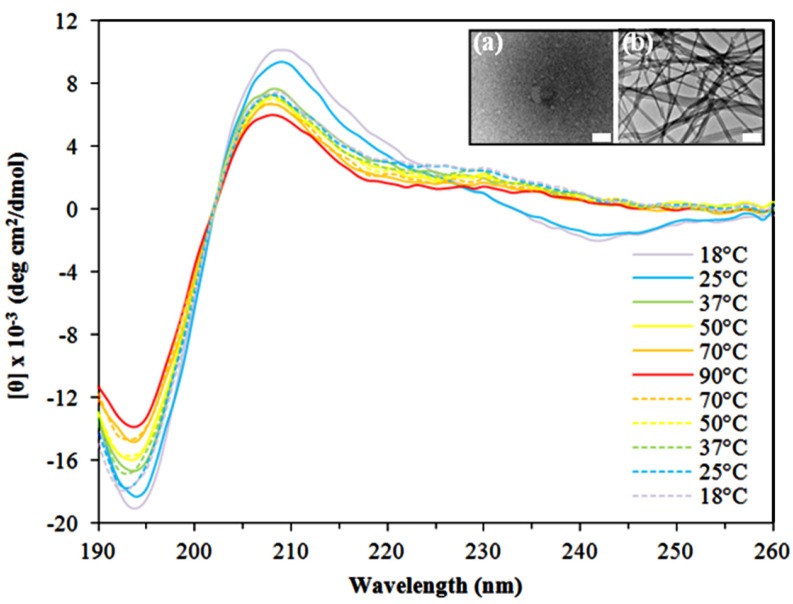 12
8
4
0
-4
-8
-12
-16
-20
[θ] x 10-3 (deg cm2/dmol)
(a) (b)
18°C
25°C
37°C
50°C
70°C
90°C
70°C
50°C
37°C
25°C
18°C
190 200 210 220 230 240 250 260
Wavelength (nm)